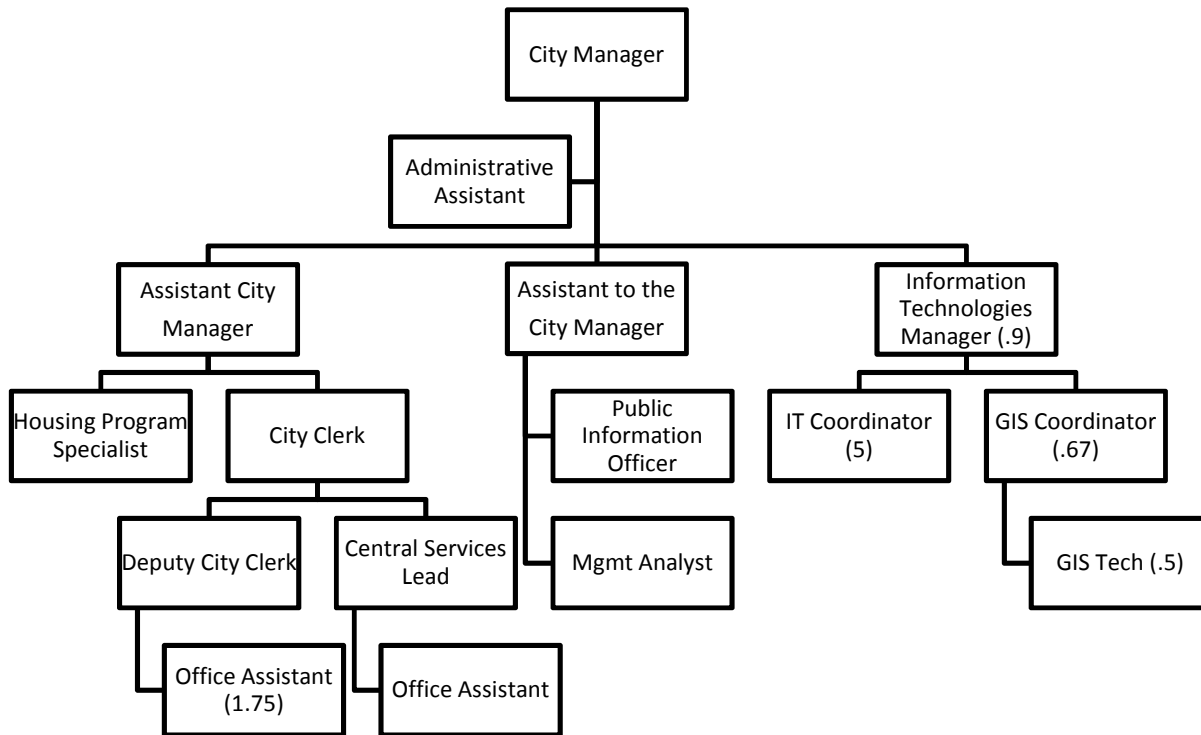 City Manager
Administrative
Assistant
Assistant City
Manager
Assistant to the
City Manager
Information
Technologies
Manager (.9)
Housing Program
Specialist
City Clerk
Public
Information
Officer
IT Coordinator
(5)
GIS Coordinator
(.67)
Deputy City Clerk
Central Services
Lead
Mgmt Analyst
GIS Tech (.5)
Office Assistant
(1.75)
Office Assistant